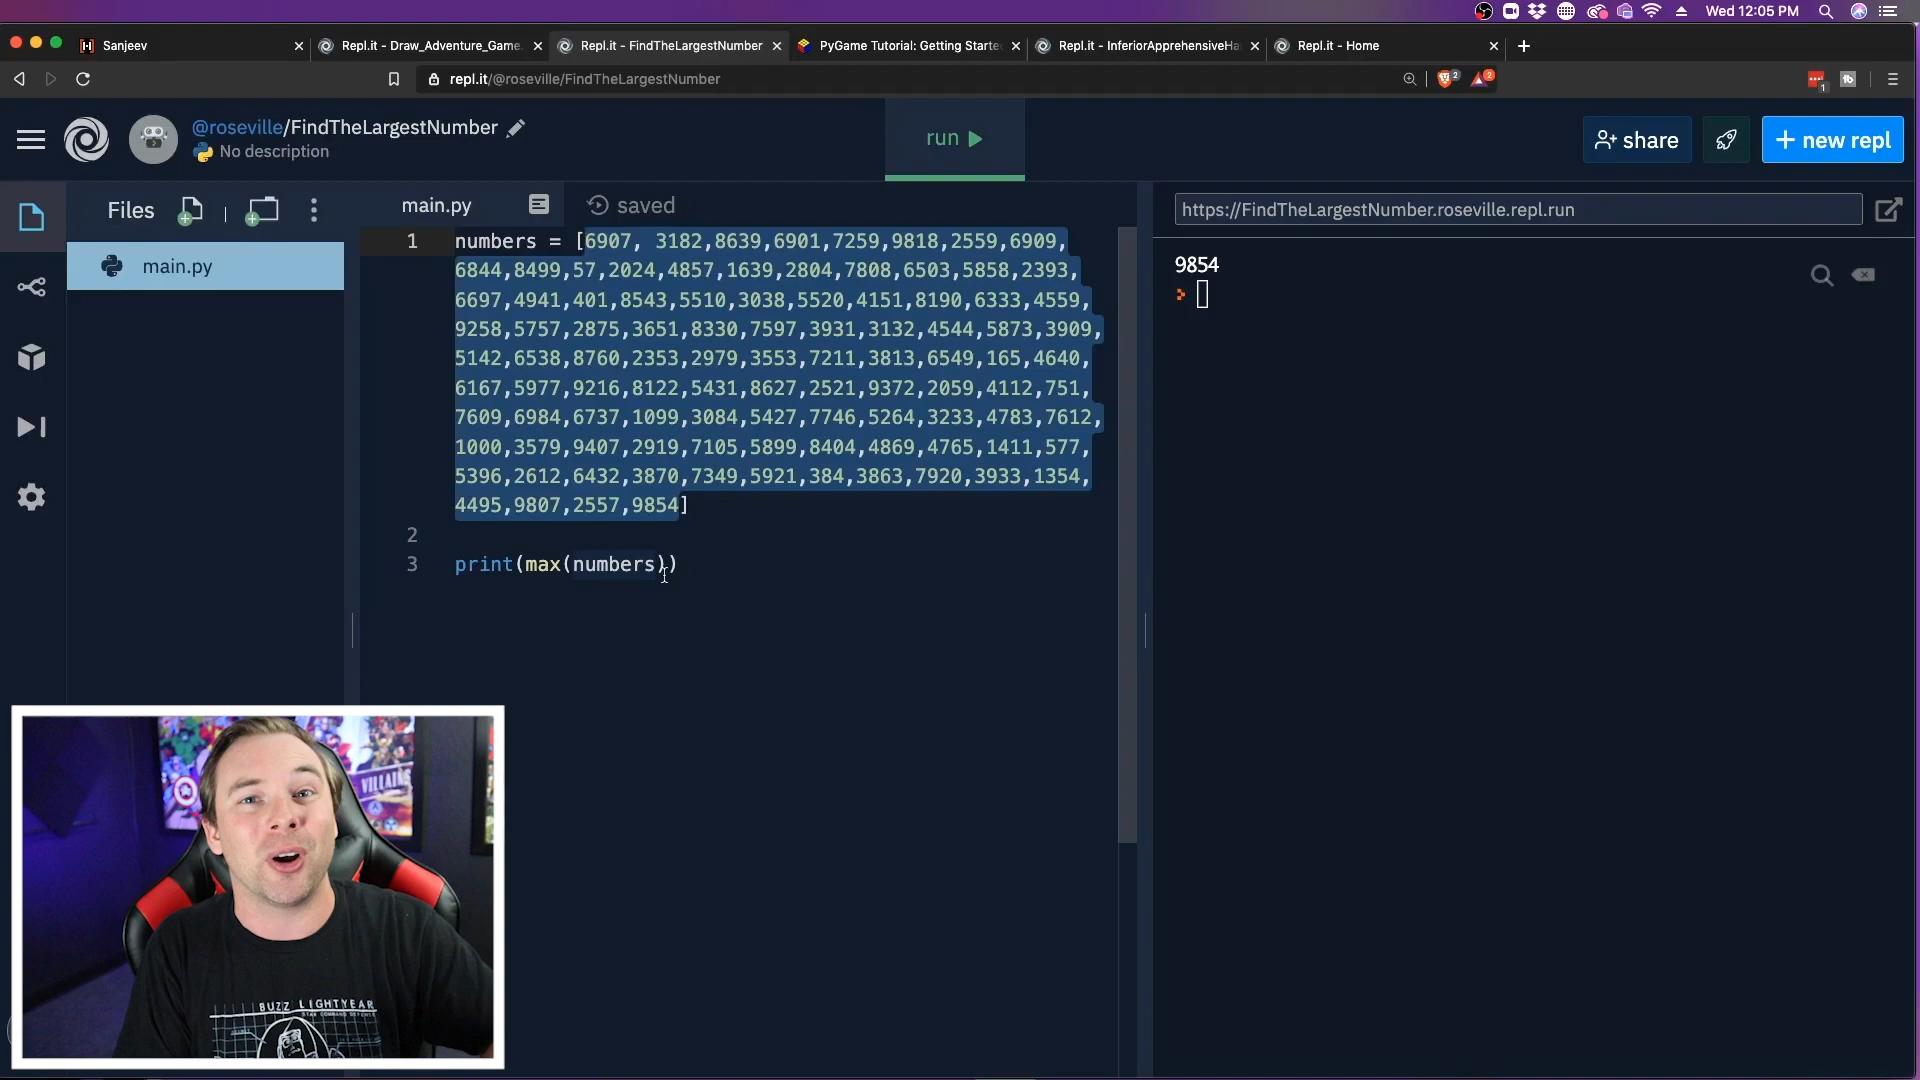 Wed 12:05 PM
Sanjeev
Repl.it - Draw_Adventure_Game
Repl.it - FindTheLargestNumber
PyGame Tutorial: Getting Starte
Repl.it - InferiorApprehensiveHa
Repl.it - Home
repl.it/@roseville/FindTheLargestNumber
2
2
1
@roseville/FindTheLargestNumber
No description
run
share
+ new repl
Files
main.py
saved
https://FindTheLargestNumber.roseville.repl.run
main.py
1 numbers = [6907, 3182,8639,6901,7259,9818,2559,6909,
6844,8499,57,2024,4857,1639,2804,7808,6503,5858,2393,
6697,4941,401,8543,5510,3038,5520,4151,8190,6333,4559,
9258,5757,2875,3651,8330,7597,3931,3132,4544,5873,3909,
5142,6538,8760,2353,2979,3553,7211,3813,6549,165,4640,
6167,5977,9216,8122,5431,8627,2521,9372,2059,4112,751,
7609,6984,6737,1099,3084,5427,7746,5264,3233,4783,7612,
1000,3579,9407,2919,7105,5899,8404,4869,4765,1411,577,
5396,2612,6432,3870,7349,5921,384,3863,7920,3933,1354,
4495,9807,2557,9854]
2
3 print(max(numbers))
9854
VILLAINS
BUZZ LIGHTYEAR
STAR COMMAND DEFENSE